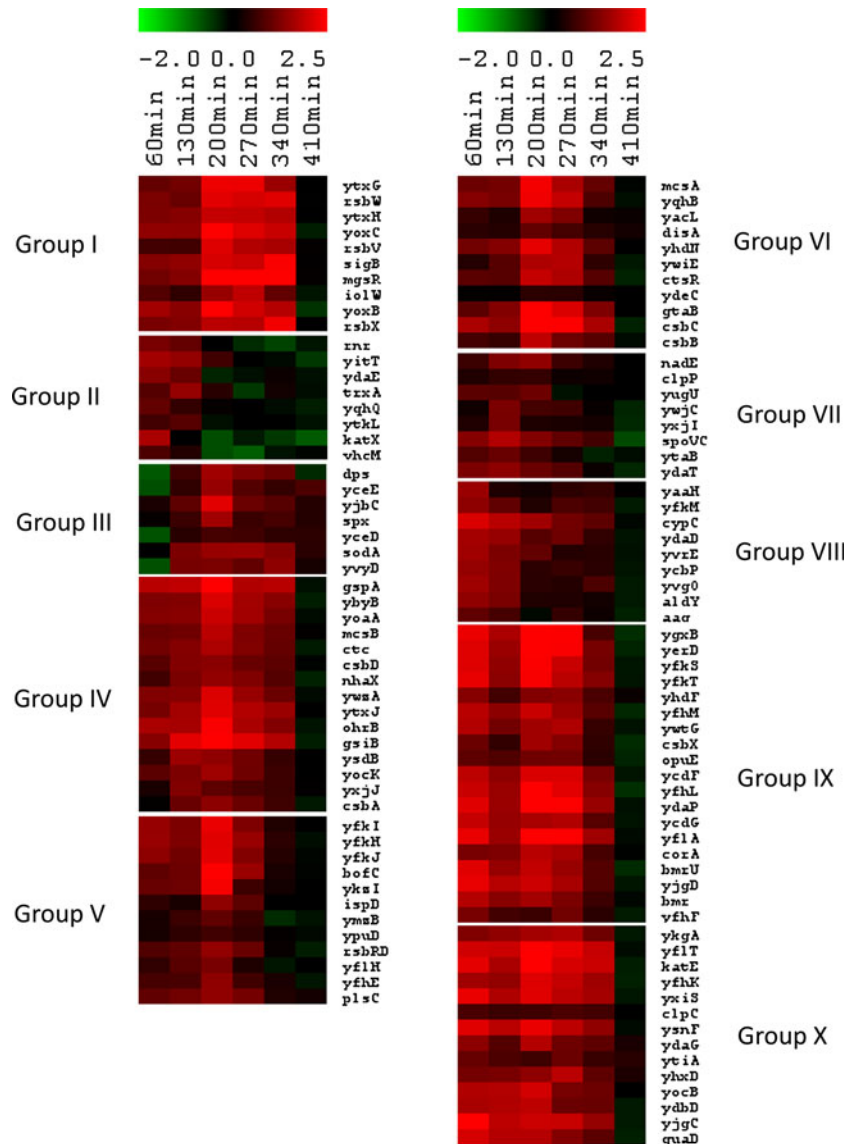 -2.0 0.0 2.5
60min
130min
200min
270min
340min
410min
Group I
ytxG
rsbW
ytxH
yoxC
rsbV
sigB
mgsR
iolW
yoxB
rsbX
Group II
rnr
yitT
ydaE
trxA
yqhQ
ytkL
katX
yhcM
Group III
dps
yceE
yjbC
spx
yceD
sodA
yvyD
Group IV
gspA
ybyB
yoaA
mcsB
ctc
csbD
nhaX
ywsA
ytxJ
ohrB
gsiB
ysdB
yocK
yxjJ
csbA
Group V
yfkI
yfkH
yfkJ
bofC
yksI
ispD
ymsB
ypuD
rsbRD
yflH
yfhE
plsC
-2.0 0.0 2.5
60min
130min
200min
270min
340min
410min
mcsA
yqhB
yacL
disA
yhdN
ywiE
ctsR
ydeC
gtaB
csbC
csbB
Group VI
nadE
clpP
yugU
ywjC
yxjI
spoVC
ytaB
ydaT
Group VII
yaaH
yfkM
cypC
ydaD
yvrE
ycbP
yvgO
aldY
aag
Group VIII
ygxB
yerD
yfkS
yfkT
yhdF
yfhM
ywtG
csbX
opuE
ycdF
yfhL
ydaP
ycdG
yflA
corA
bmrU
yjgD
bmr
yfhF
Group IX
ykgA
yflT
katE
yfhK
yxiS
clpC
ysnF
ydaG
ytiA
yhxD
yocB
ydbD
yjgC
guaD
Group X